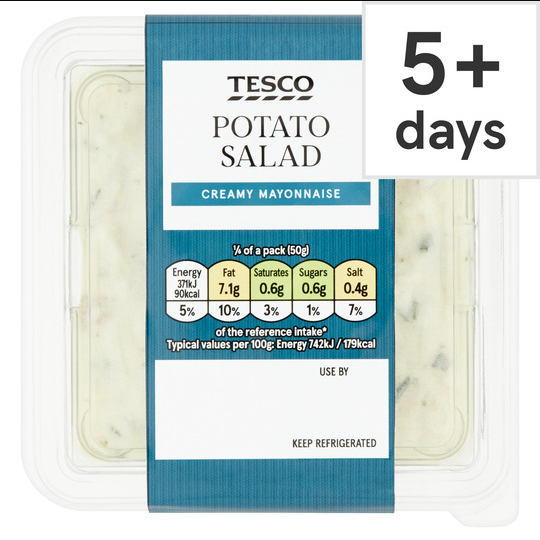 5+
days
TESCO
POTATO
SALAD
CREAMY MAYONNAISE
¼ of a pack (50g)
Energy Fat Saturates Sugars Salt
371kJ
90kcal 7.1g 0.6g 0.6g 0.4g
5% 10% 3% 1% 7%
of the reference intake*
Typical values per 100g: Energy 742kJ / 179kcal
USE BY
KEEP REFRIGERATED